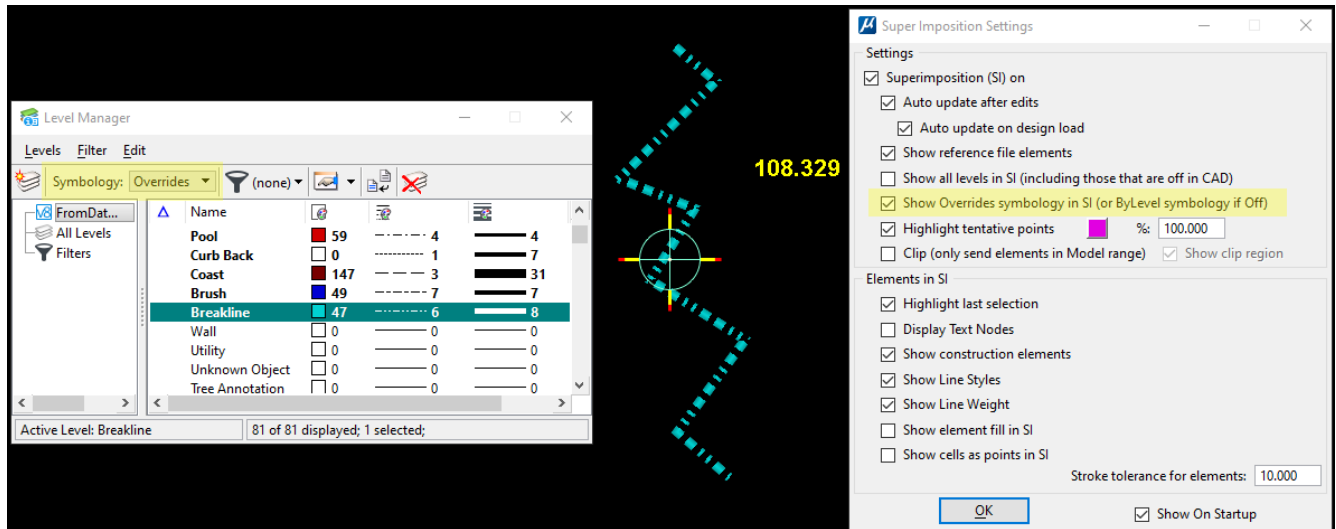 Level Manager
Levels Filter Edit
Symbology: Overrides (none)
FromDat...
All Levels
Filters
Name
Pool 59 4 4
Curb Back 0 1 7
Coast 147 3 31
Brush 49 7 7
Breakline 47 6 8
Wall 0 0 0
Utility 0 0 0
Unknown Object 0 0 0
Tree Annotation 0 0 0
Active Level: Breakline 81 of 81 displayed; 1 selected;
108.329
Super Imposition Settings
Settings
Superimposition (SI) on
Auto update after edits
Auto update on design load
Show reference file elements
Show all levels in SI (including those that are off in CAD)
Show Overrides symbology in SI (or ByLevel symbology if Off)
Highlight tentative points %: 100.000
Clip (only send elements in Model range) Show clip region
Elements in SI
Highlight last selection
Display Text Nodes
Show construction elements
Show Line Styles
Show Line Weight
Show element fill in SI
Show cells as points in SI
Stroke tolerance for elements: 10.000
OK Show On Startup